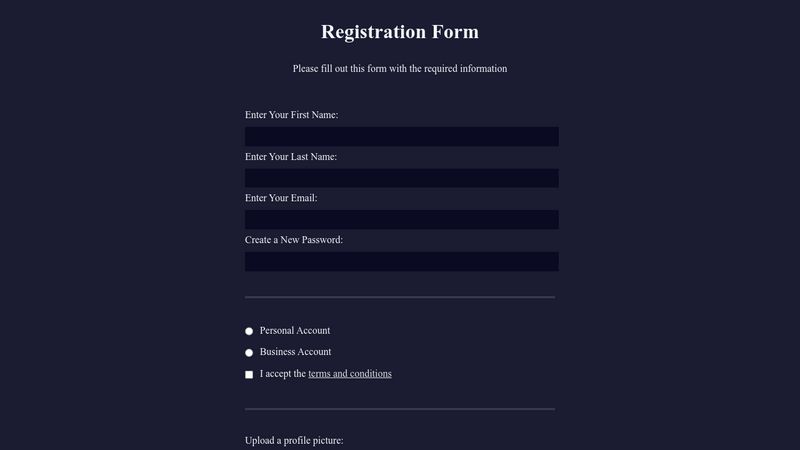 Registration Form
Please fill out this form with the required information
Enter Your First Name:
Enter Your Last Name:
Enter Your Email:
Create a New Password:
Personal Account
Business Account
I accept the terms and conditions
Upload a profile picture: